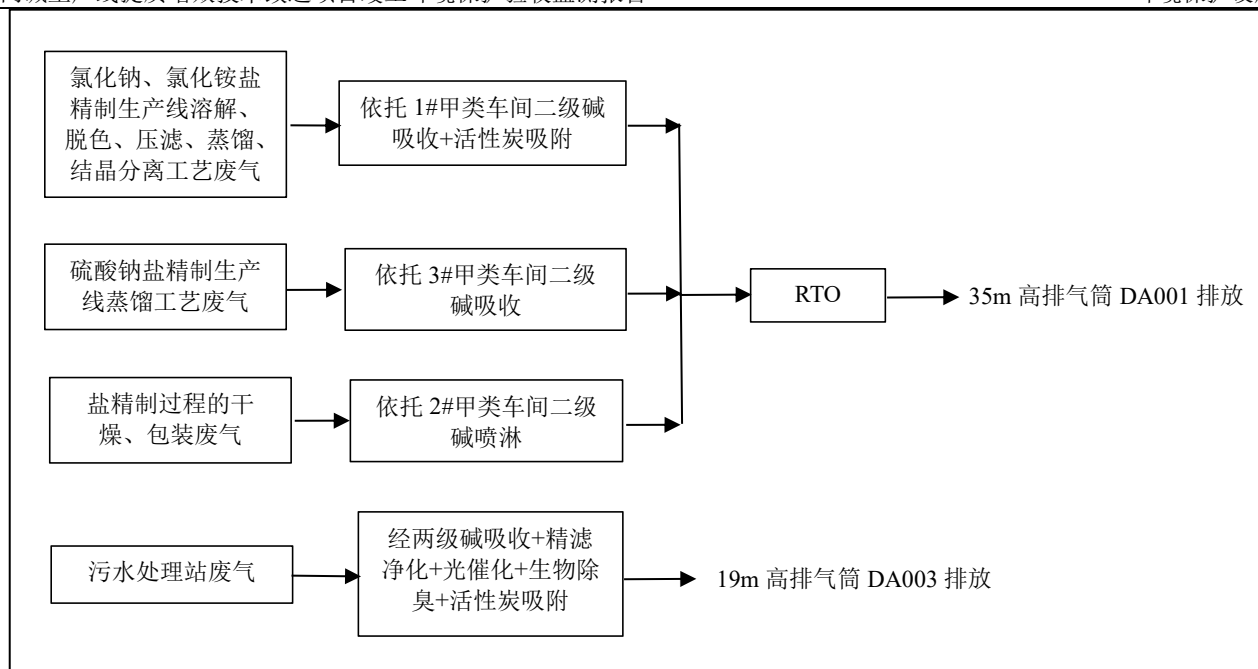 氯化钠、氯化铵盐
精制生产线溶解、
脱色、压滤、蒸馏、
结晶分离工艺废气
依托 1#甲类车间二级碱
吸收+活性炭吸附
硫酸钠盐精制生产
线蒸馏工艺废气
依托 3#甲类车间二级
碱吸收
RTO
35m 高排气筒 DA001 排放
盐精制过程的干
燥、包装废气
依托 2#甲类车间二级
碱喷淋
污水处理站废气
经两级碱吸收+精滤
净化+光催化+生物除
臭+活性炭吸附
19m 高排气筒 DA003 排放